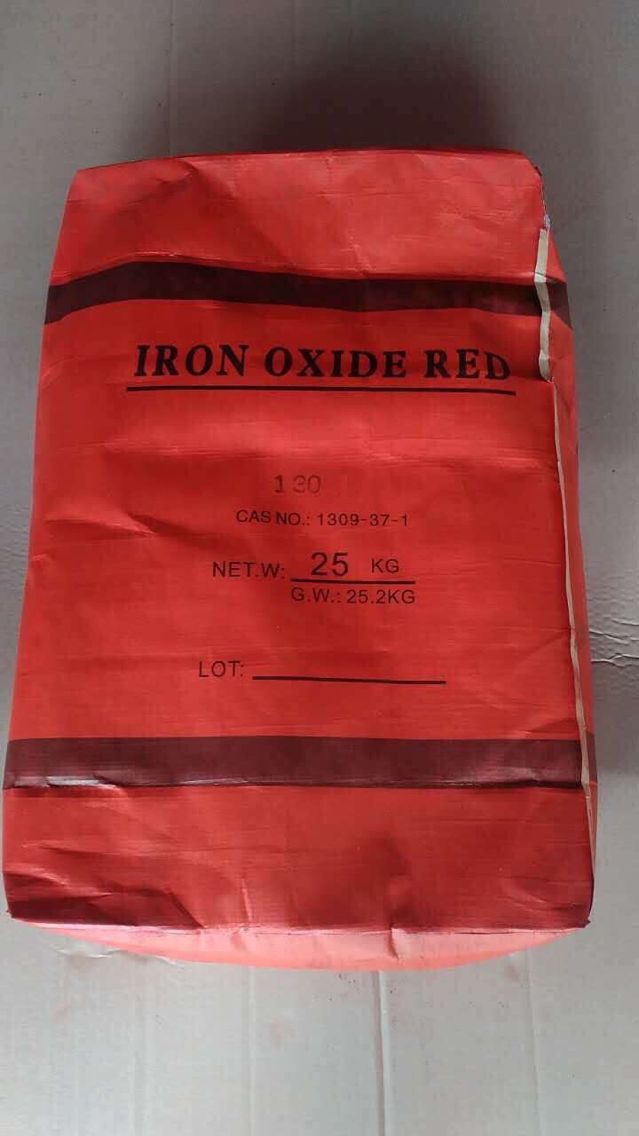 IRON OXIDE RED
130
CAS NO.: 1309-37-1
NET.W: 25 KG
G.W.: 25.2KG
LOT: